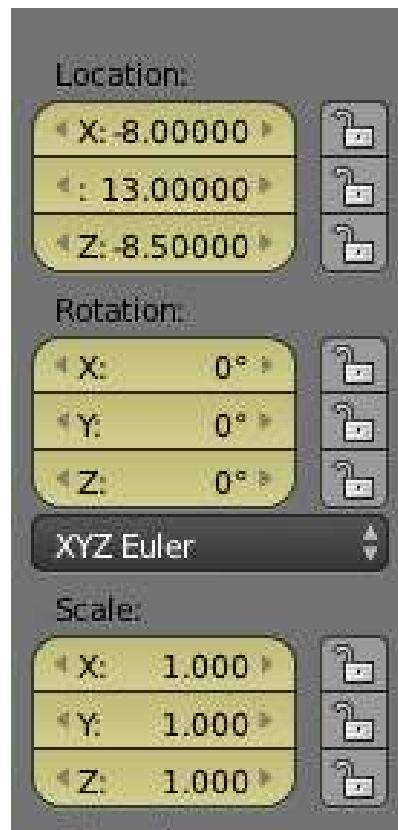 Location:
X: -8.00000
: 13.00000
Z: -8.50000
Rotation:
X: 0°
Y: 0°
Z: 0°
XYZ Euler
Scale:
X: 1.000
Y: 1.000
Z: 1.000